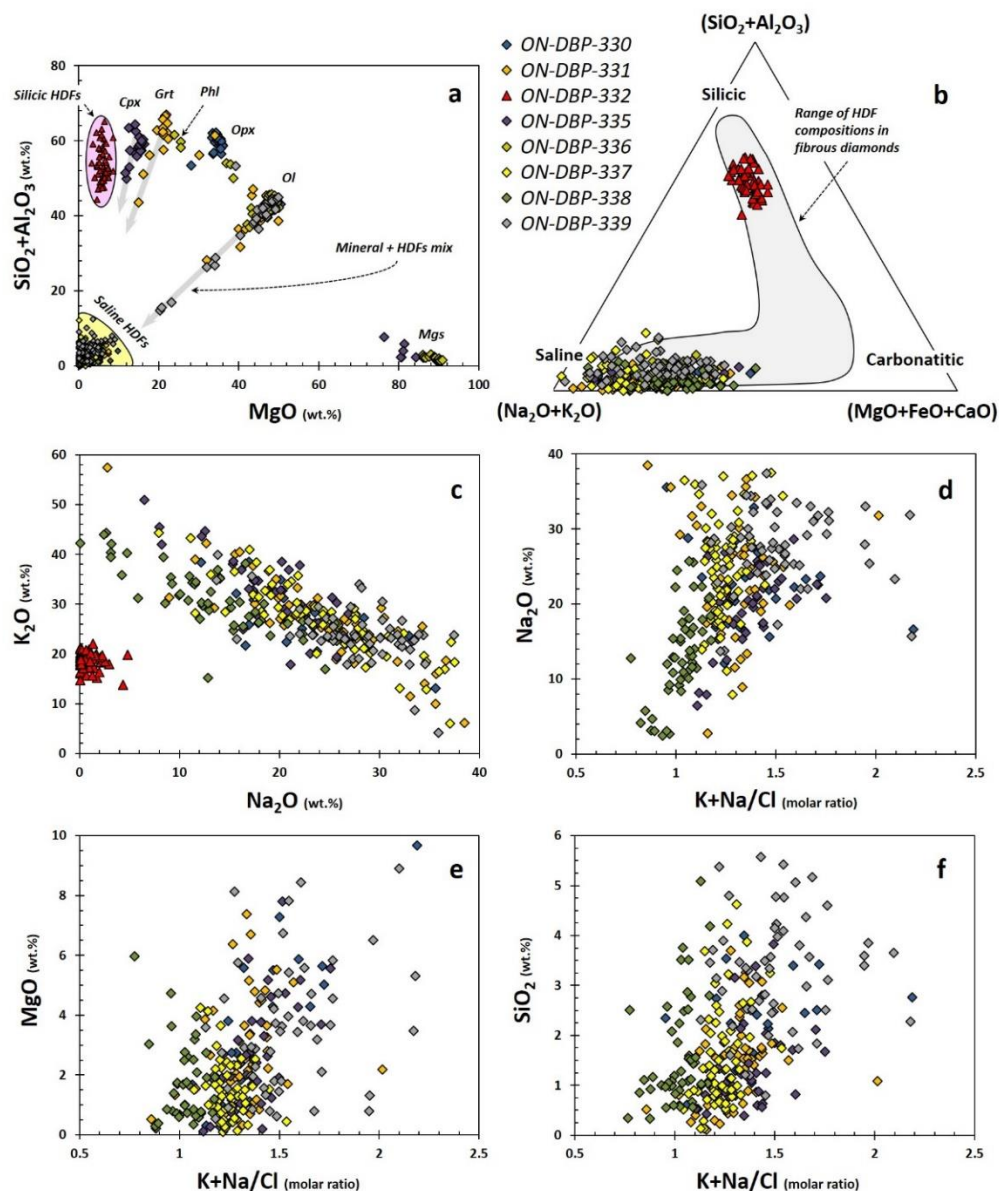 a
Silicic HDFs
Cpx
Grt
Phl
Opx
Ol
Mineral + HDFs mix
Saline HDFs
Mgs
SiO₂+Al₂O₃ (wt.%)
80
60
40
20
0
0 20 40 60 80 100
MgO (wt.%)
ON-DBP-330
ON-DBP-331
ON-DBP-332
ON-DBP-335
ON-DBP-336
ON-DBP-337
ON-DBP-338
ON-DBP-339
(SiO₂+Al₂O₃)
b
Silicic
Range of HDF
compositions in
fibrous diamonds
Saline
Carbonatitic
(Na₂O+K₂O)
(MgO+FeO+CaO)
c
K₂O (wt.%)
60
50
40
30
20
10
0
0 10 20 30 40
Na₂O (wt.%)
d
Na₂O (wt.%)
40
30
20
10
0
0.5 1 1.5 2 2.5
K+Na/Cl (molar ratio)
e
MgO (wt.%)
10
8
6
4
2
0
0.5 1 1.5 2 2.5
K+Na/Cl (molar ratio)
f
SiO₂ (wt.%)
6
5
4
3
2
1
0
0.5 1 1.5 2 2.5
K+Na/Cl (molar ratio)